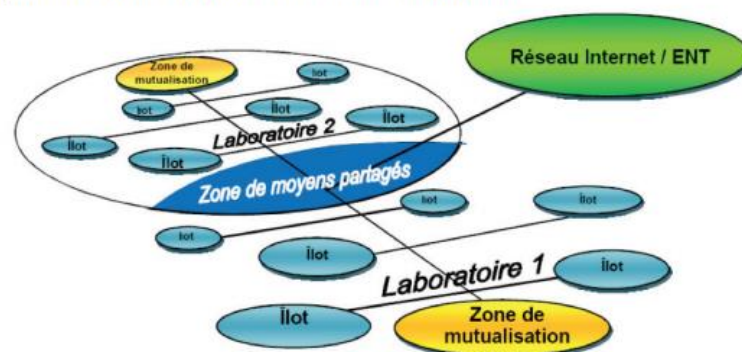 Zone de
mutualisation
îlot
îlot
îlot
îlot
îlot
îlot
Laboratoire 2
Réseau Internet / ENT
Zone de moyens partagés
îlot
îlot
îlot
îlot
Laboratoire 1
îlot
îlot
Zone de
mutualisation